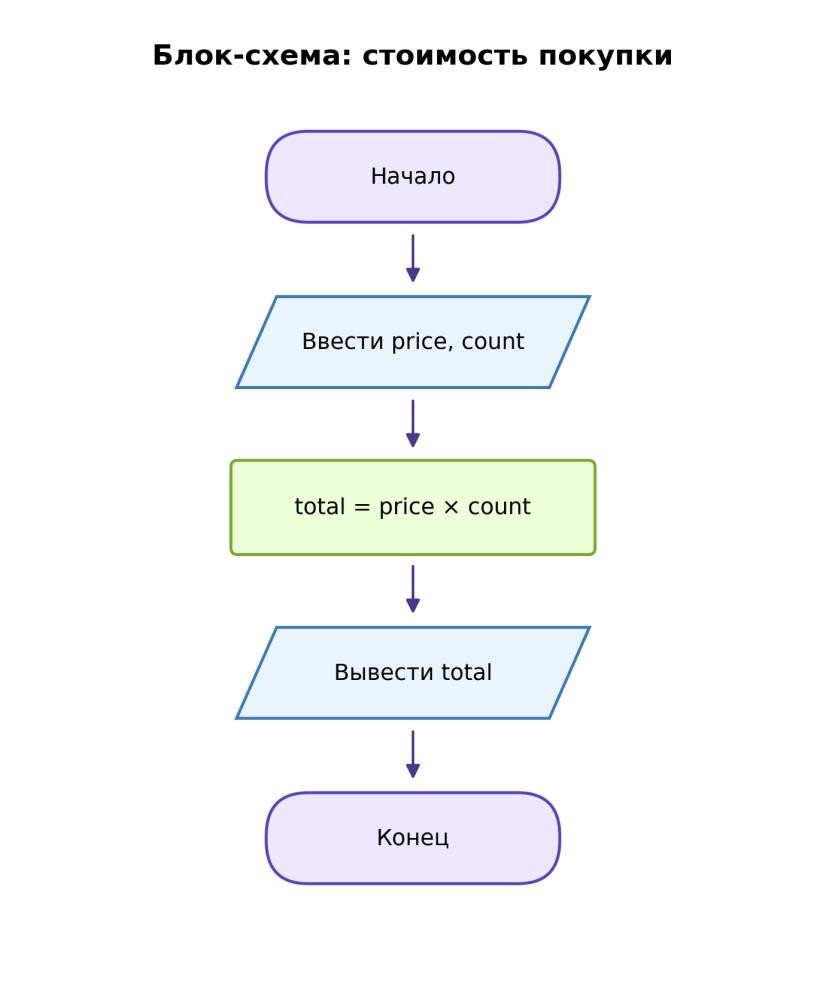 Блок-схема: стоимость покупки
Начало
Ввести price, count
total = price × count
Вывести total
Конец